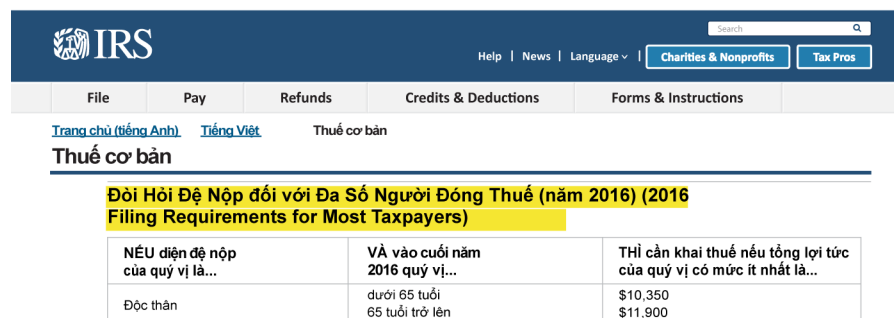 IRS
Search
Help | News | Language | Charities & Nonprofits Tax Pros
File Pay Refunds Credits & Deductions Forms & Instructions
Trang chủ (tiếng Anh) Tiếng Việt Thuế cơ bản
Thuế cơ bản
Đòi Hỏi Đệ Nộp đối với Đa Số Người Đóng Thuế (năm 2016) (2016
Filing Requirements for Most Taxpayers)
NẾU diện đệ nộp
của quý vị là...
VÀ vào cuối năm
2016 quý vị...
THÌ cần khai thuế nếu tổng lợi tức
của quý vị có mức ít nhất là...
Độc thân
dưới 65 tuổi
65 tuổi trở lên
$10,350
$11,900